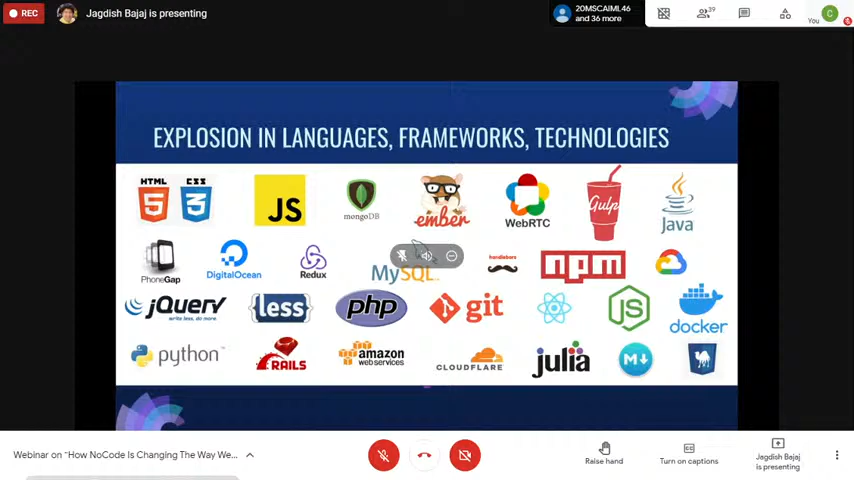 REC
Jagdish Bajaj is presenting
20MSCAIML46
and 36 more
39
You
C
EXPLOSION IN LANGUAGES, FRAMEWORKS, TECHNOLOGIES
HTML CSS
5 3
JS
mongoDB
ember
WebRTC
Gulp
Java
PhoneGap
DigitalOcean
Redux
MySQL
handlebars
npm
jQuery
write less, do more
{less}
php
git
JS
docker
python
RAILS
amazon
web services
CLOUDFLARE
julia
M
Webinar on "How NoCode Is Changing The Way We...
Raise hand
CC
Turn on captions
Jagdish Bajaj
is presenting